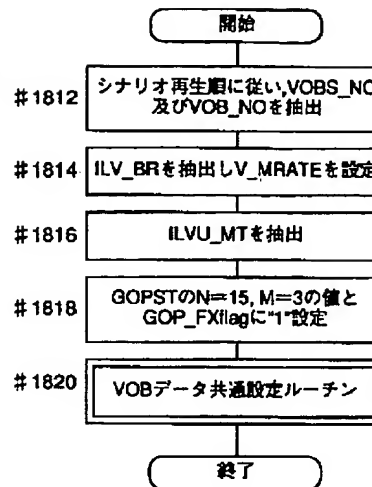 開始
#1812
シナリオ再生順に従い,VOBS_NO
及びVOB_NOを抽出
#1814
ILV_BRを抽出しV_MRATEを設定
#1816
ILVU_MTを抽出
#1818
GOPSTのN=15, M=3の値と
GOP_FXflagに"1"設定
#1820
VOBデータ共通設定ルーチン
終了